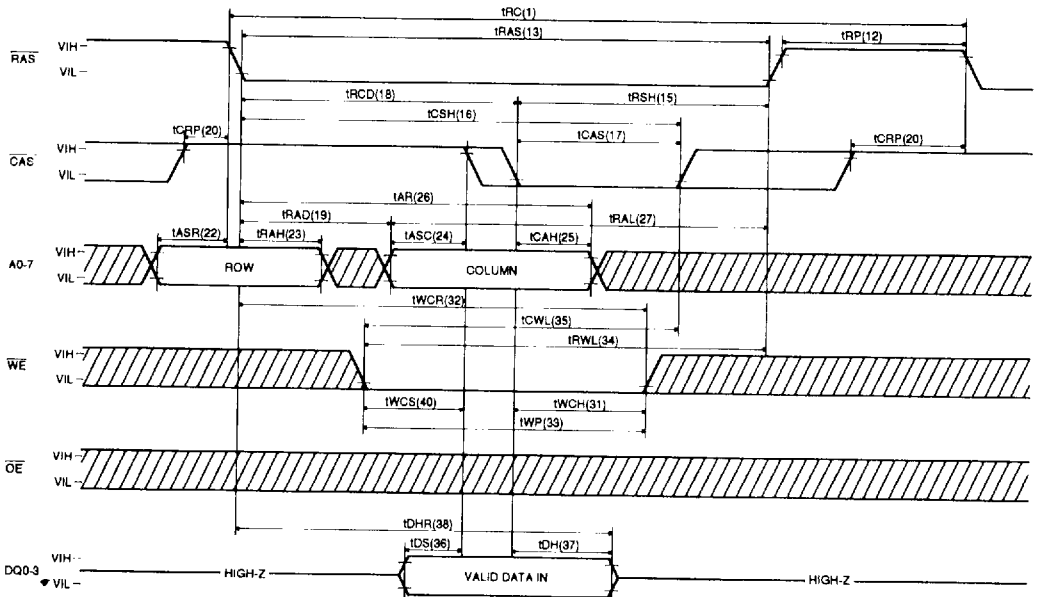 tRC(1)
tRAS(13)
tRP(12)
RAS
VIH
VIL
tRCD(18)
tRSH(15)
tCSH(16)
tCRP(20)
tCAS(17)
tCRP(20)
CAS
VIH
VIL
tAR(26)
tRAD(19)
tRAL(27)
tASR(22)
tRAH(23)
tASC(24)
tCAH(25)
A0-7
VIH
VIL
ROW
COLUMN
tWCR(32)
tCWL(35)
tRWL(34)
WE
VIH
VIL
tWCS(40)
tWCH(31)
tWP(33)
OE
VIH
VIL
tDHR(38)
tDS(36)
tDH(37)
DQ0-3
VIH
VIL
HIGH-Z
VALID DATA IN
HIGH-Z